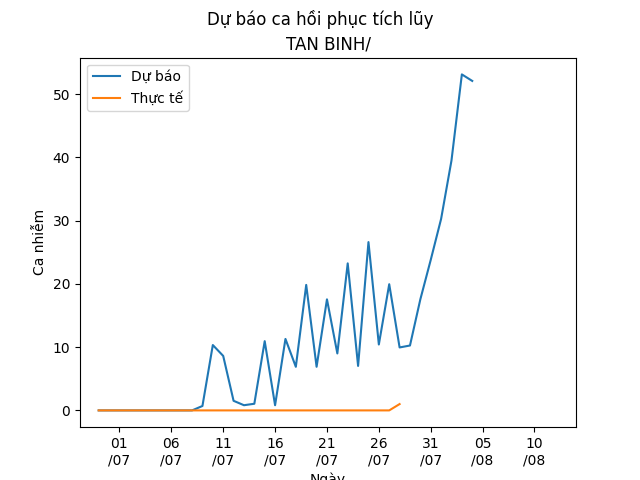 Dự báo ca hồi phục tích lũy
TAN BINH/
Dự báo
Thực tế
Ca nhiễm
50
40
30
20
10
0
01 06 11 16 21 26 31 05 10
/07 /07 /07 /07 /07 /07 /07 /08 /08
Ngày